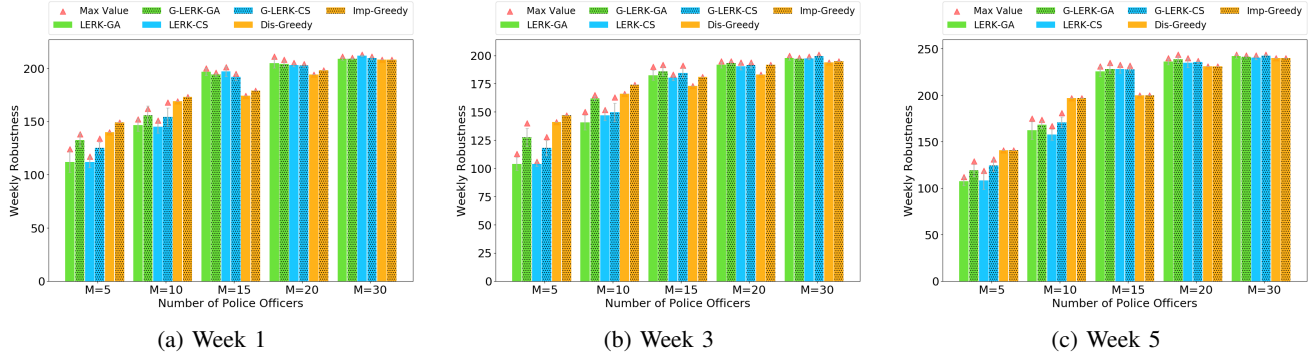 Max Value G-LERK-GA G-LERK-CS Imp-Greedy
LERK-GA LERK-CS Dis-Greedy
Weekly Robustness
200
150
100
50
0
M=5 M=10 M=15 M=20 M=30
Number of Police Officers
(a) Week 1
Max Value G-LERK-GA G-LERK-CS Imp-Greedy
LERK-GA LERK-CS Dis-Greedy
Weekly Robustness
200
175
150
125
100
75
50
25
0
M=5 M=10 M=15 M=20 M=30
Number of Police Officers
(b) Week 3
Max Value G-LERK-GA G-LERK-CS Imp-Greedy
LERK-GA LERK-CS Dis-Greedy
Weekly Robustness
250
200
150
100
50
0
M=5 M=10 M=15 M=20 M=30
Number of Police Officers
(c) Week 5